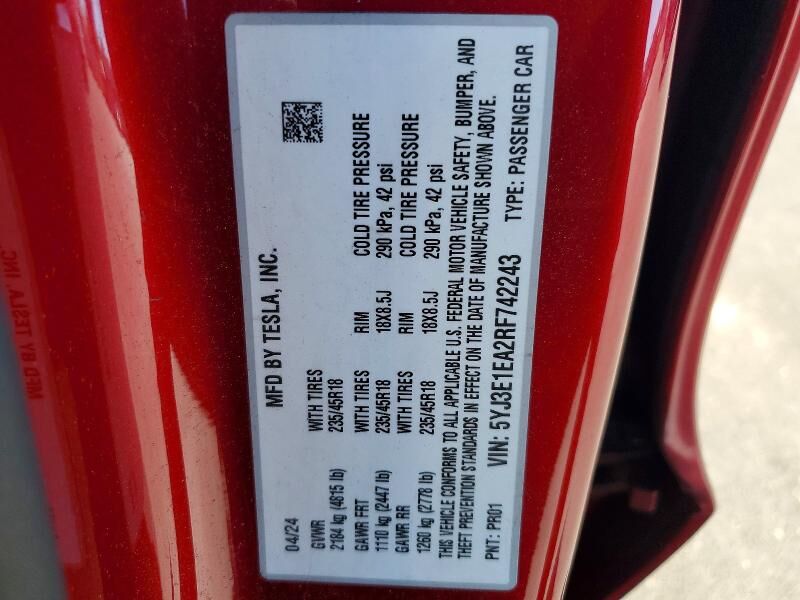 MFD BY TESLA, INC.
04/24
GVWR WITH TIRES
2184 kg (4815 lb) 235/45R18
GAWR FRT WITH TIRES RIM COLD TIRE PRESSURE
1110 kg (2447 lb) 235/45R18 18X8.5J 290 kPa, 42 psi
GAWR RR WITH TIRES RIM COLD TIRE PRESSURE
1260 kg (2778 lb) 235/45R18 18X8.5J 290 kPa, 42 psi
THIS VEHICLE CONFORMS TO ALL APPLICABLE U.S. FEDERAL MOTOR VEHICLE SAFETY, BUMPER, AND
THEFT PREVENTION STANDARDS IN EFFECT ON THE DATE OF MANUFACTURE SHOWN ABOVE.
PNT: PR01 VIN: 5YJ3E1EA2RF742243 TYPE: PASSENGER CAR
MFD BY TESLA, INC.